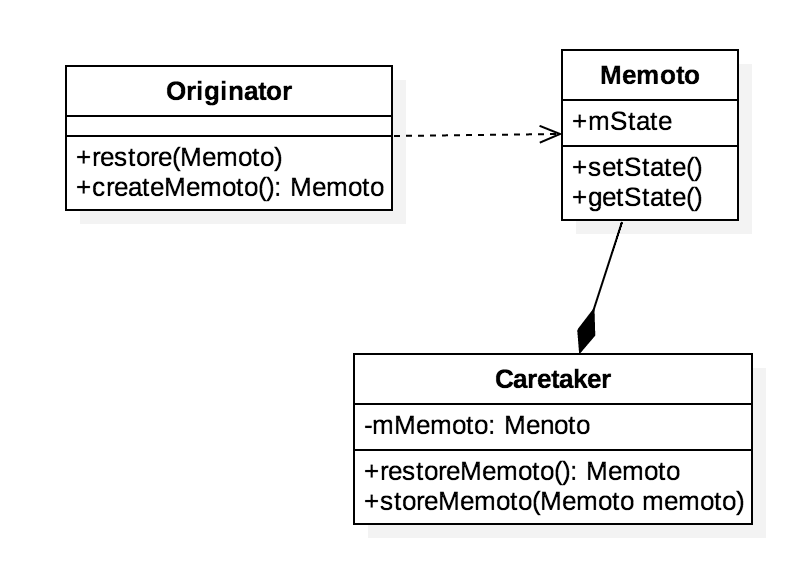 Originator
+restore(Memoto)
+createMemoto(): Memoto
Memoto
+mState
+setState()
+getState()
Caretaker
-mMemoto: Menoto
+restoreMemoto(): Memoto
+storeMemoto(Memoto memoto)